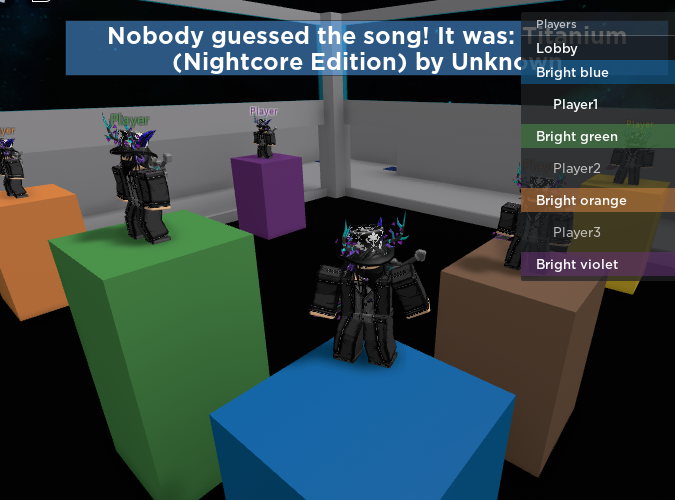 Nobody guessed the song! It was: Titanium
(Nightcore Edition) by Unknown
Players
Lobby
Bright blue
Player1
Bright green
Player2
Bright orange
Player3
Bright violet
Player
Player
Player